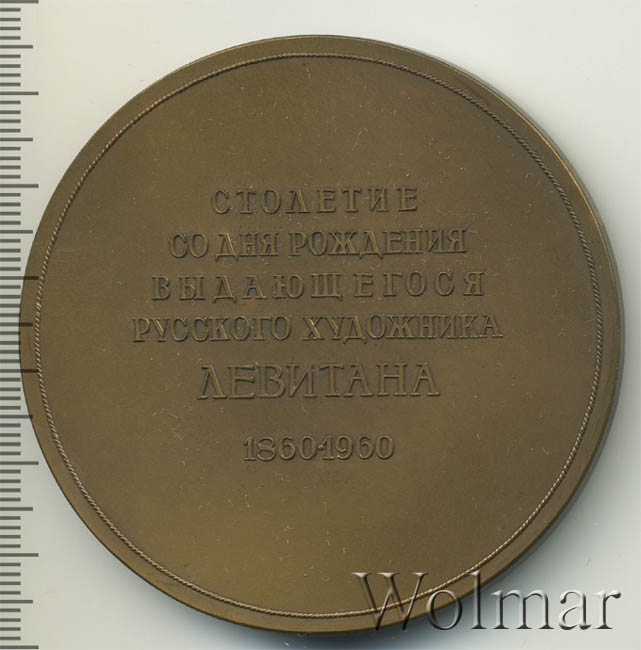 СТОЛЕТИЕ
СО ДНЯ РОЖДЕНИЯ
ВЫДАЮЩЕГОСЯ
РУССКОГО ХУДОЖНИКА
ЛЕВИТАНА
1860-1960
Wolmar